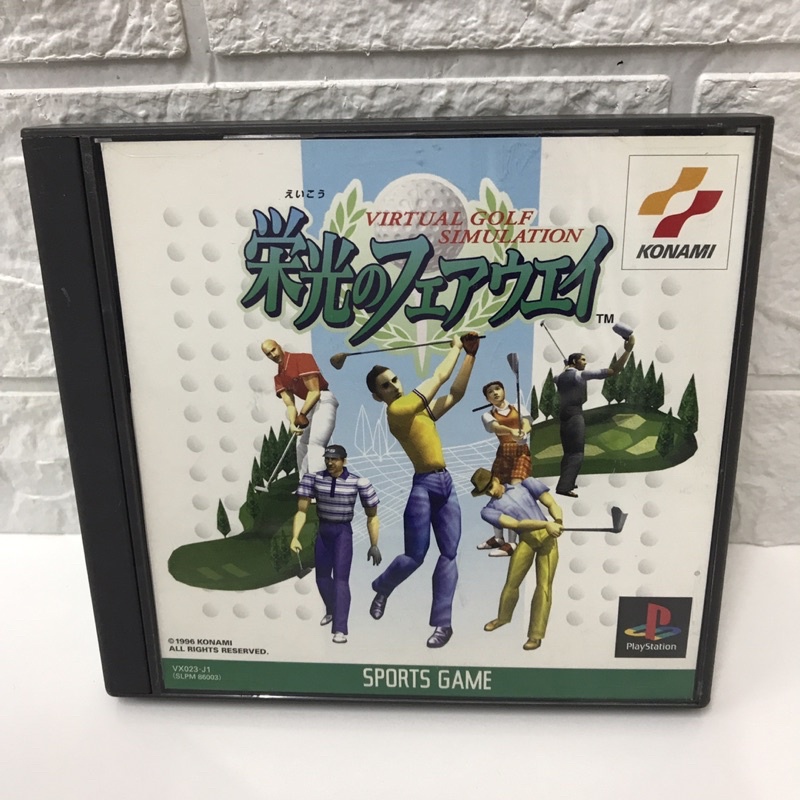 えいこう
VIRTUAL GOLF
SIMULATION
栄光のフェアウエイ
TM
KONAMI
©1996 KONAMI
ALL RIGHTS RESERVED.
VX023-J1
(SLPM 86003)
SPORTS GAME
PlayStation